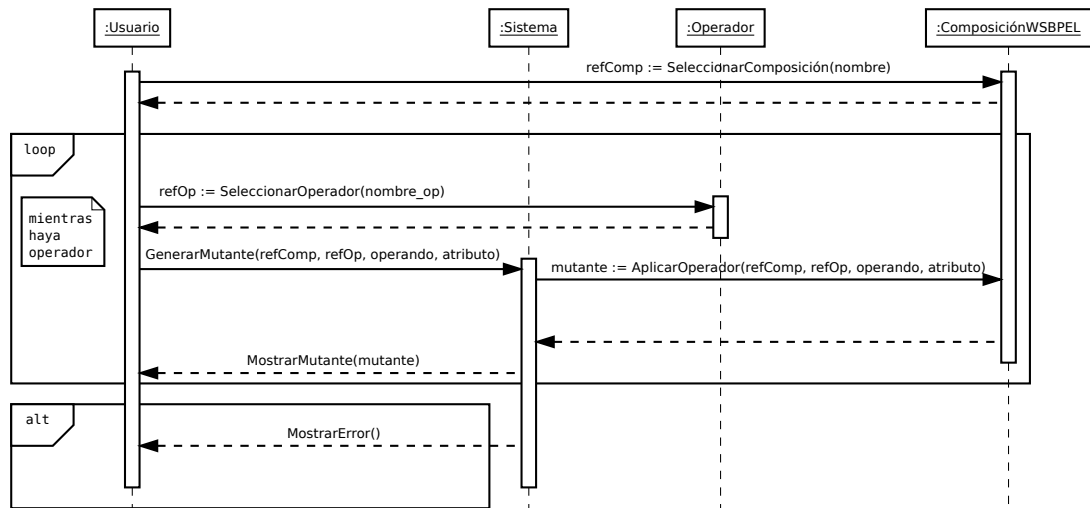 :Usuario
:Sistema
:Operador
:ComposiciónWSBPEL
refComp := SeleccionarComposición(nombre)
loop
refOp := SeleccionarOperador(nombre_op)
mientras
haya
operador
GenerarMutante(refComp, refOp, operando, atributo)
mutante := AplicarOperador(refComp, refOp, operando, atributo)
MostrarMutante(mutante)
alt
MostrarError()